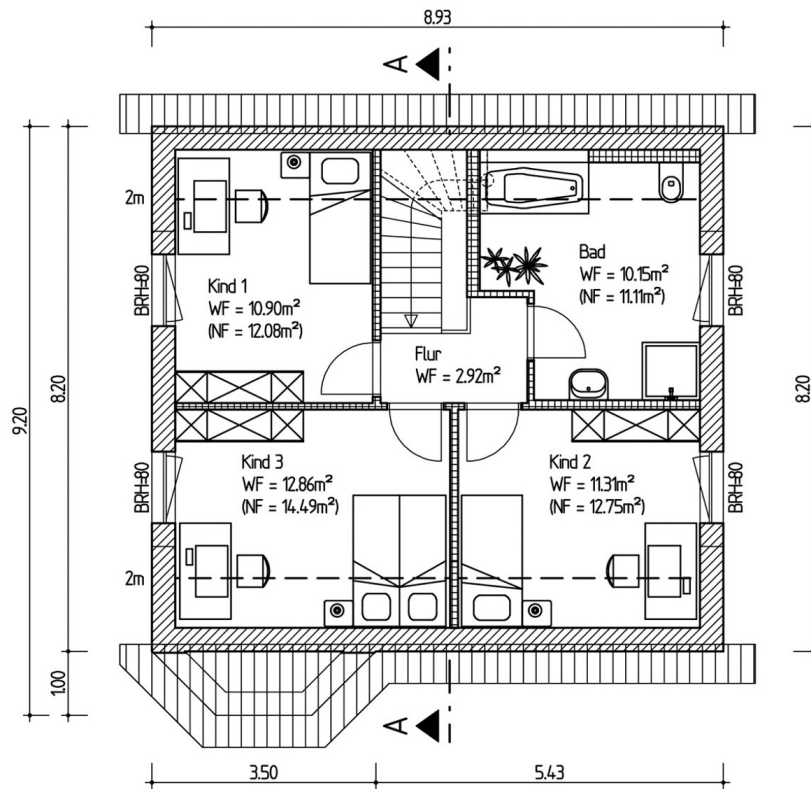 8.93
A
2m
BRH=80
Kind 1
WF = 10.90m²
(NF = 12.08m²)
Bad
WF = 10.15m²
(NF = 11.11m²)
BRH=80
Flur
WF = 2.92m²
9.20
8.20
8.20
BRH=80
Kind 3
WF = 12.86m²
(NF = 14.49m²)
Kind 2
WF = 11.31m²
(NF = 12.75m²)
BRH=80
2m
1.00
A
3.50
5.43